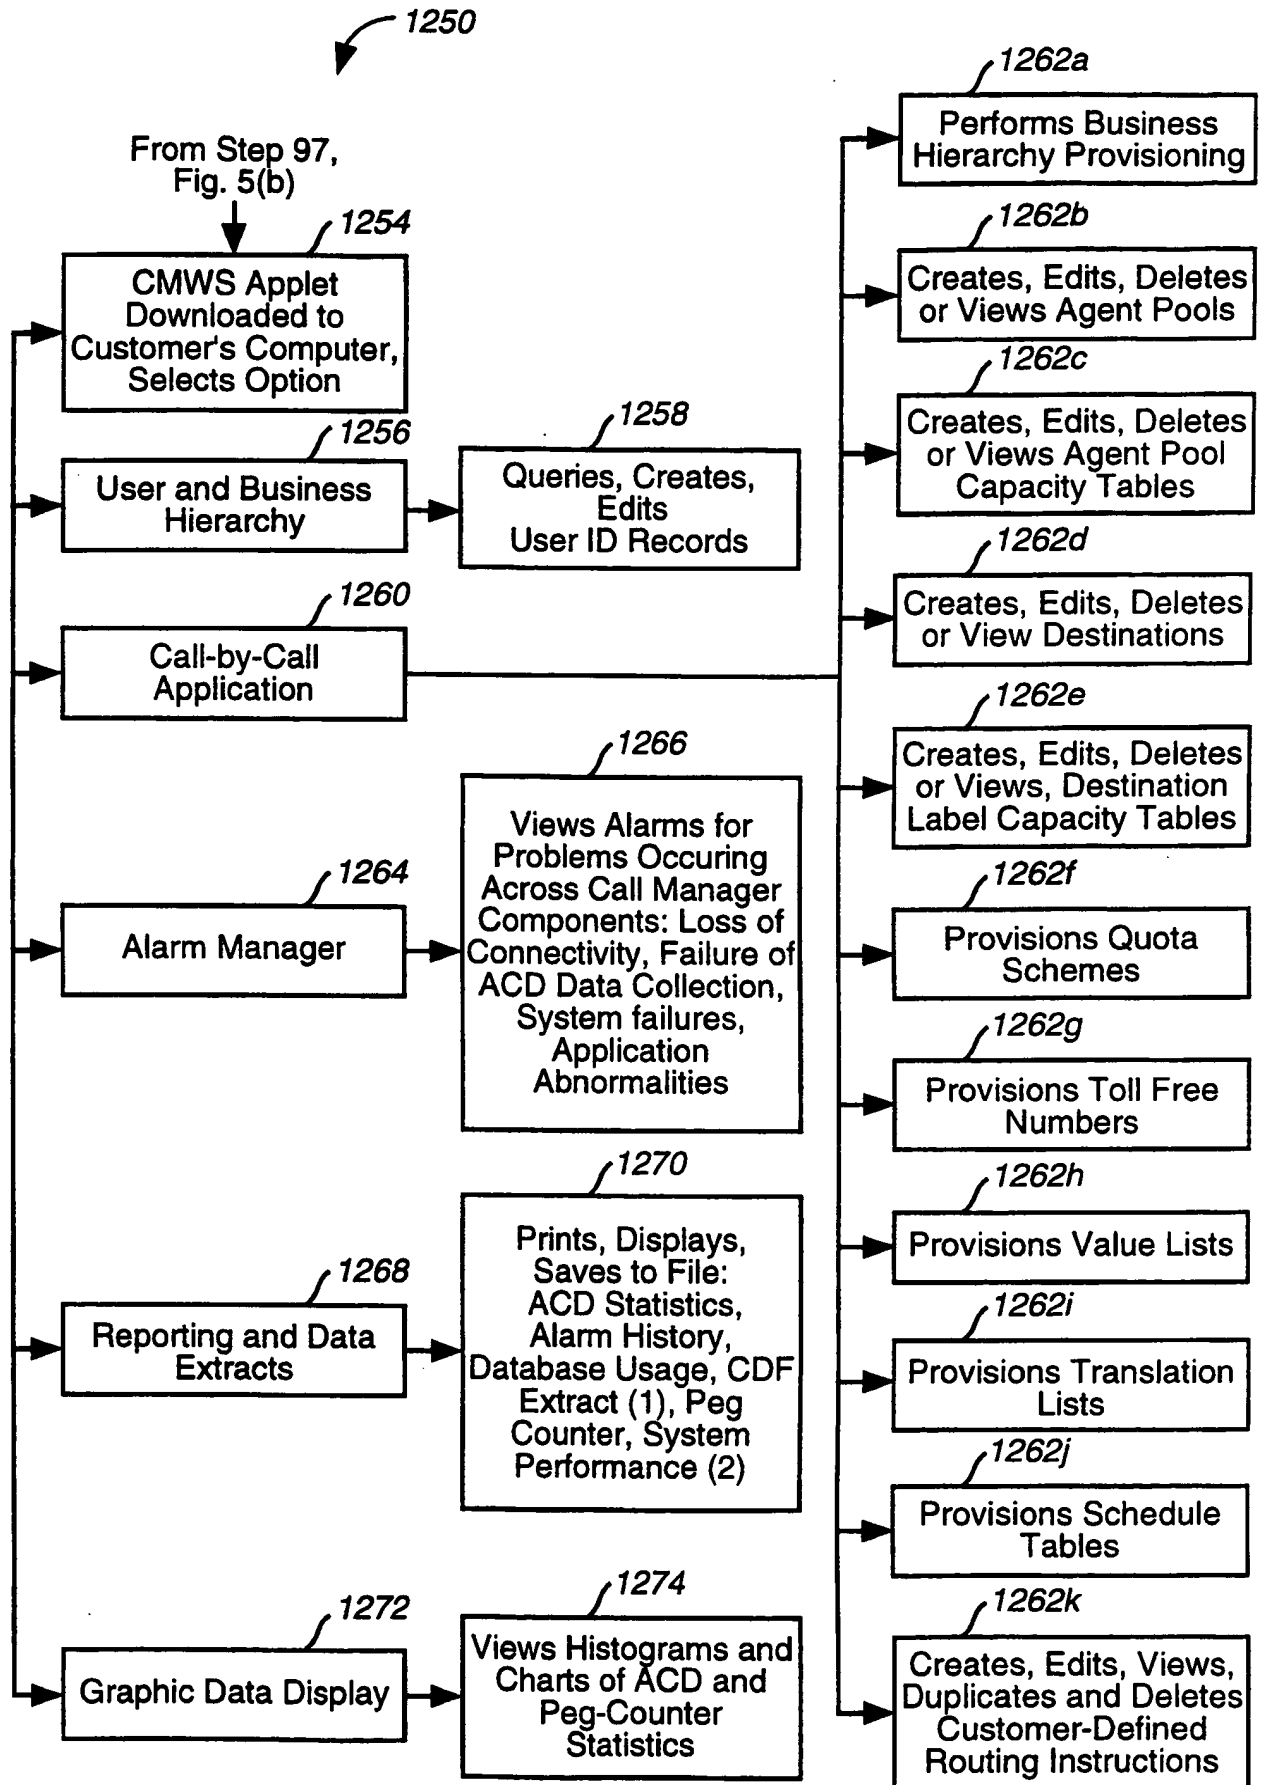 1250
From Step 97,
Fig. 5(b)
1254
CMWS Applet
Downloaded to
Customer's Computer,
Selects Option
1256
User and Business
Hierarchy
1258
Queries, Creates,
Edits
User ID Records
1260
Call-by-Call
Application
1264
Alarm Manager
1266
Views Alarms for
Problems Occuring
Across Call Manager
Components: Loss of
Connectivity, Failure of
ACD Data Collection,
System failures,
Application
Abnormalities
1268
Reporting and Data
Extracts
1270
Prints, Displays,
Saves to File:
ACD Statistics,
Alarm History,
Database Usage, CDF
Extract (1), Peg
Counter, System
Performance (2)
1272
Graphic Data Display
1274
Views Histograms and
Charts of ACD and
Peg-Counter
Statistics
1262a
Performs Business
Hierarchy Provisioning
1262b
Creates, Edits, Deletes
or Views Agent Pools
1262c
Creates, Edits, Deletes
or Views Agent Pool
Capacity Tables
1262d
Creates, Edits, Deletes
or View Destinations
1262e
Creates, Edits, Deletes
or Views, Destination
Label Capacity Tables
1262f
Provisions Quota
Schemes
1262g
Provisions Toll Free
Numbers
1262h
Provisions Value Lists
1262i
Provisions Translation
Lists
1262j
Provisions Schedule
Tables
1262k
Creates, Edits, Views,
Duplicates and Deletes
Customer-Defined
Routing Instructions